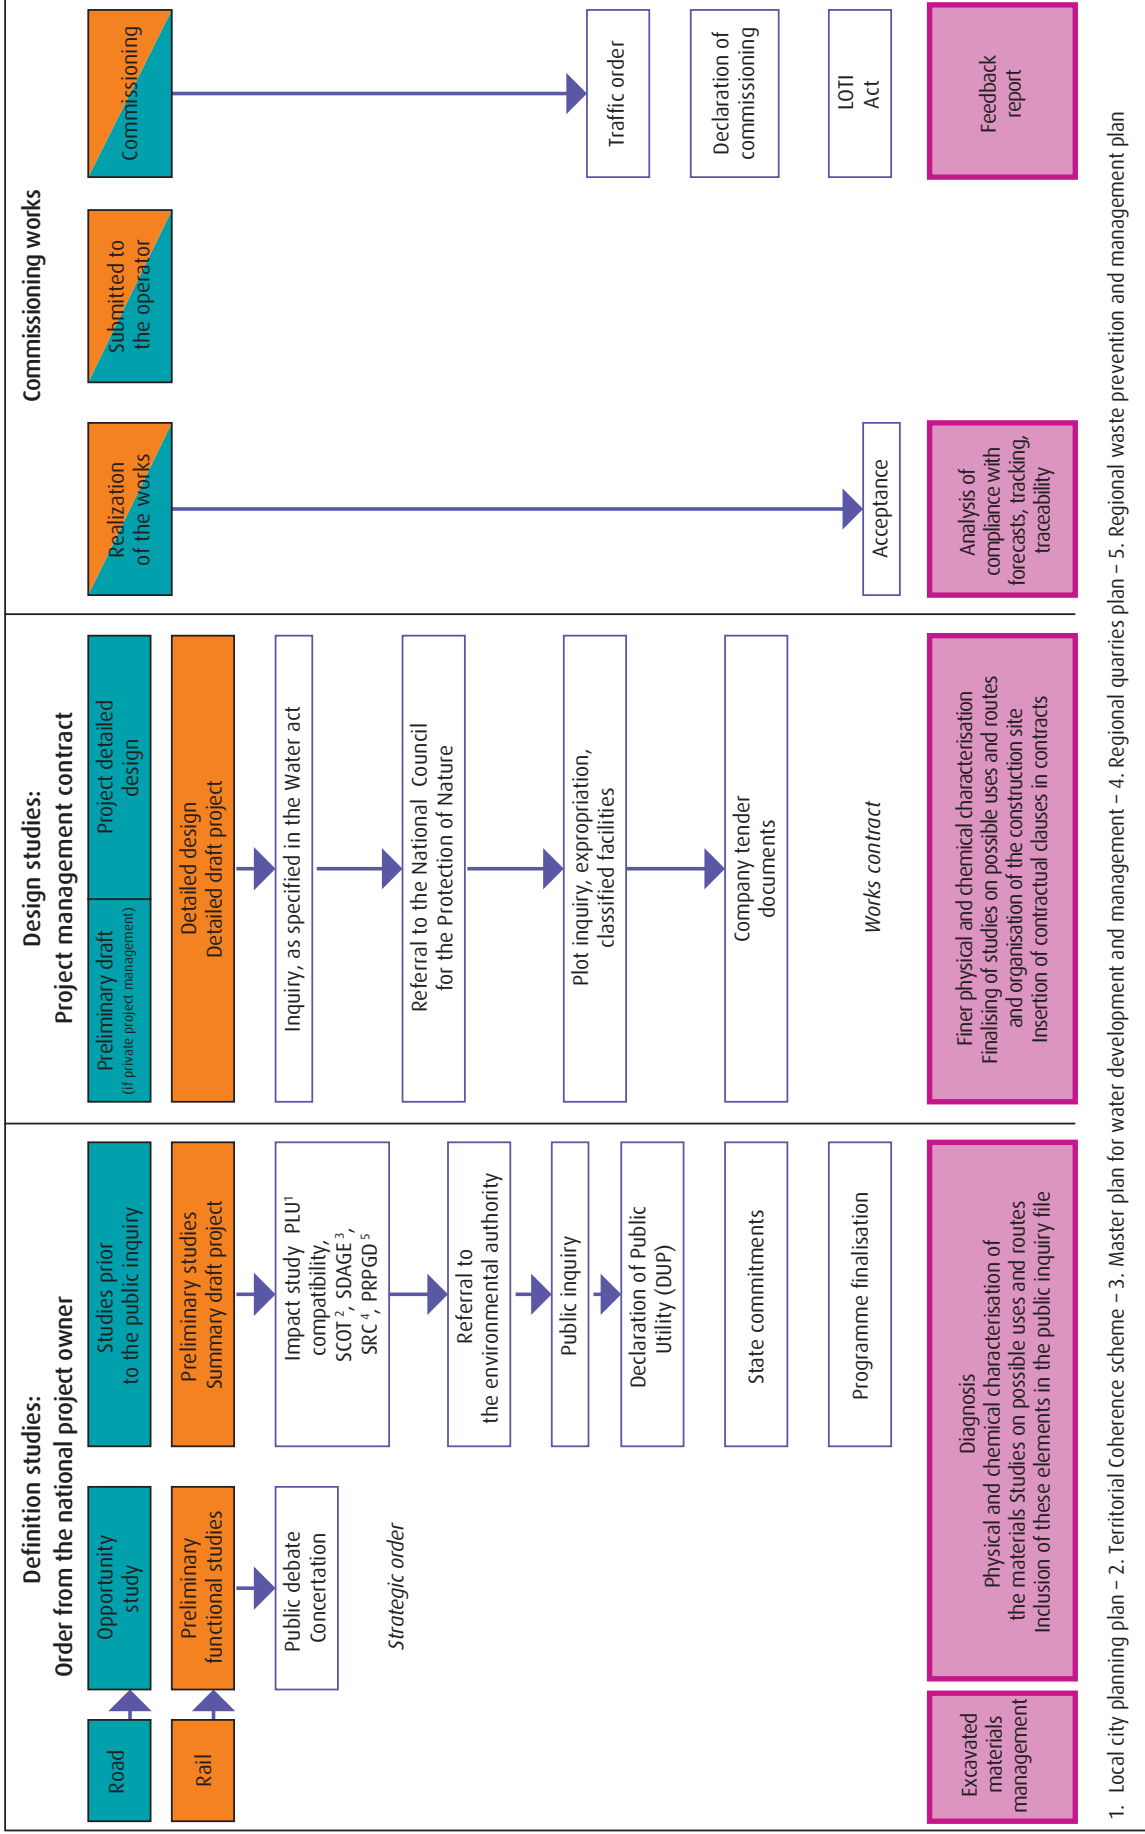 Definition studies:
Order from the national project owner
Design studies:
Project management contract
Commissioning works
Road
Opportunity
study
Studies prior
to the public inquiry
Preliminary draft
(if private project management)
Project detailed
design
Realization
of the works
Submitted to
the operator
Commissioning
Rail
Preliminary
functional studies
Preliminary studies
Summary draft project
Detailed design
Detailed draft project
Public debate
Concertation
Strategic order
Impact study PLU1
compatibility,
SCOT 2, SDAGE 3,
SRC 4, PRPGD 5
Referral to
the environmental authority
Public inquiry
Declaration of Public
Utility (DUP)
State commitments
Programme finalisation
Inquiry, as specified in the Water act
Referral to the National Council
for the Protection of Nature
Plot inquiry, expropriation,
classified facilities
Company tender
documents
Works contract
Acceptance
Traffic order
Declaration of
commissioning
LOTI
Act
Excavated
materials
management
Diagnosis
Physical and chemical characterisation of
the materials Studies on possible uses and routes
Inclusion of these elements in the public inquiry file
Finer physical and chemical characterisation
Finalising of studies on possible uses and routes
and organisation of the construction site
Insertion of contractual clauses in contracts
Analysis of
compliance with
forecasts, tracking,
traceability
Feedback
report
1. Local city planning plan – 2. Territorial Coherence scheme – 3. Master plan for water development and management – 4. Regional quarries plan – 5. Regional waste prevention and management plan